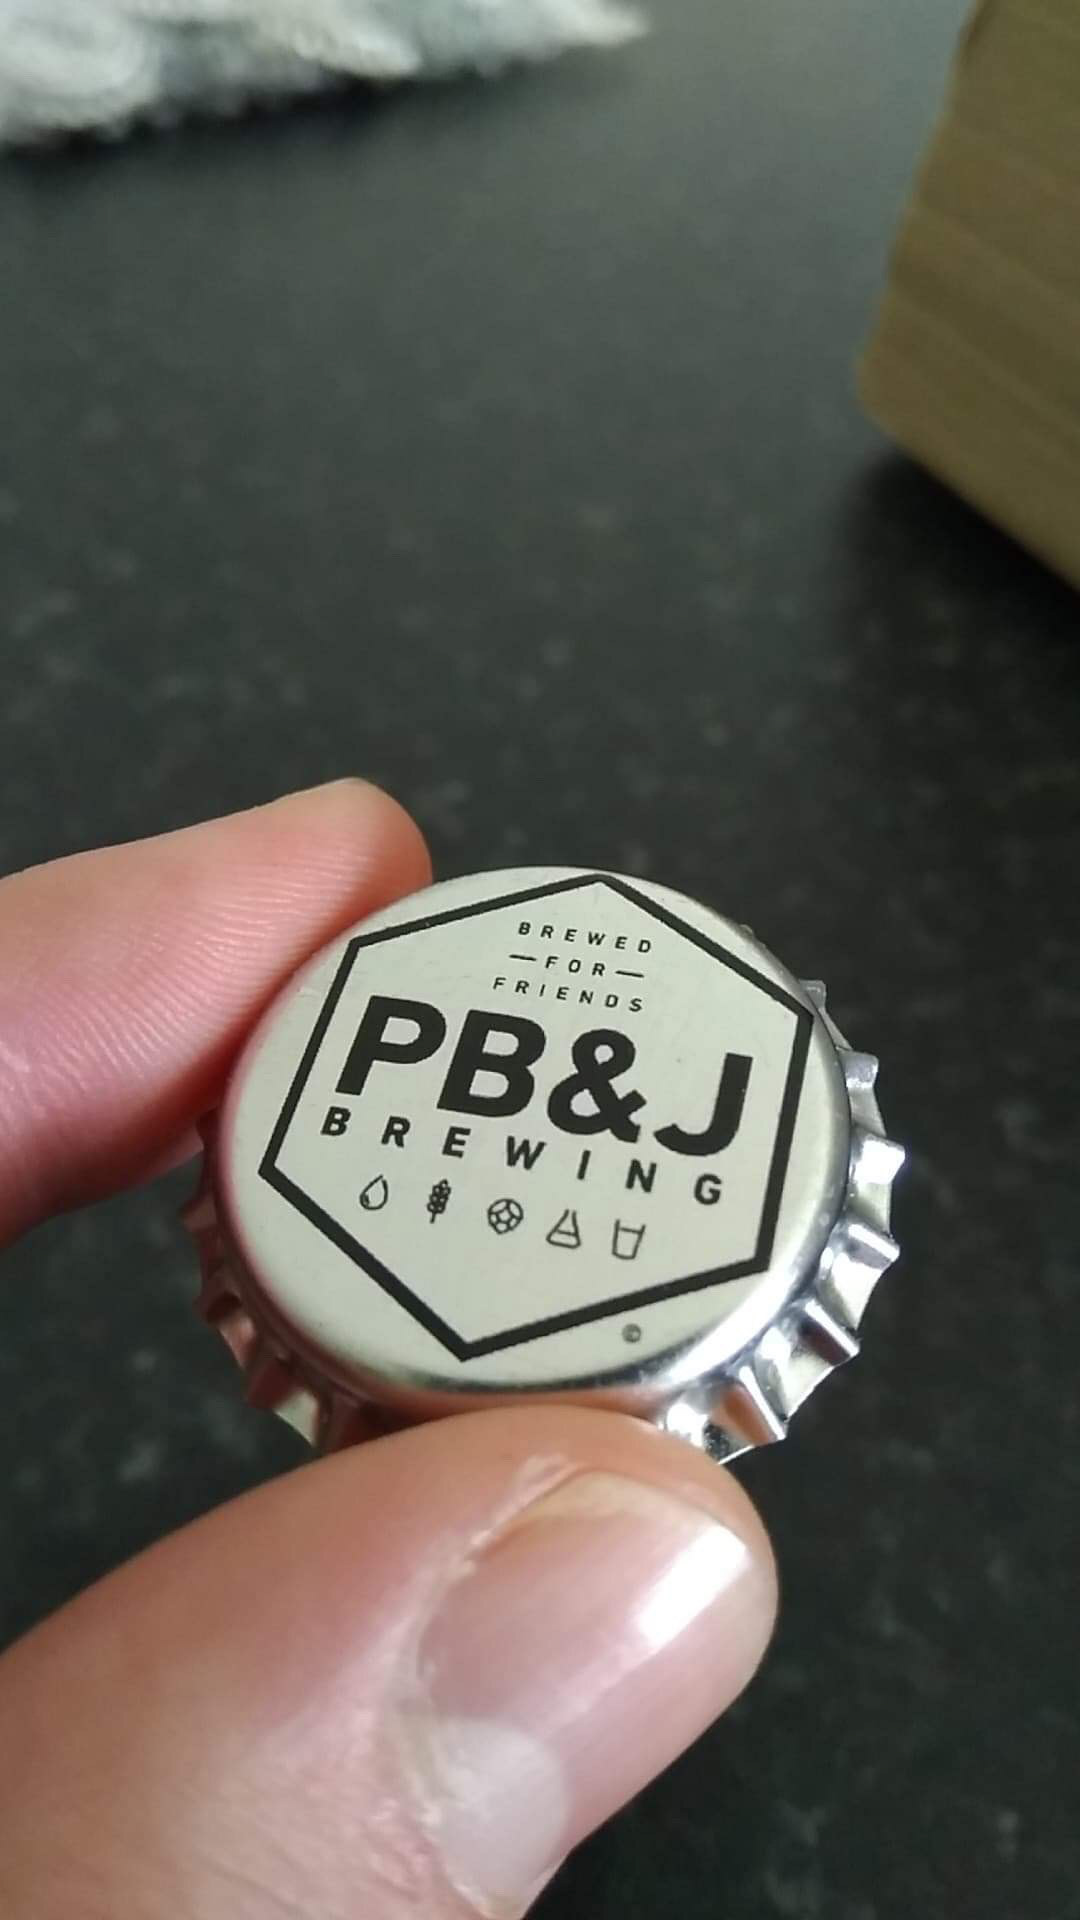 BREWED
—FOR—
FRIENDS
PB&J
BREWING
©